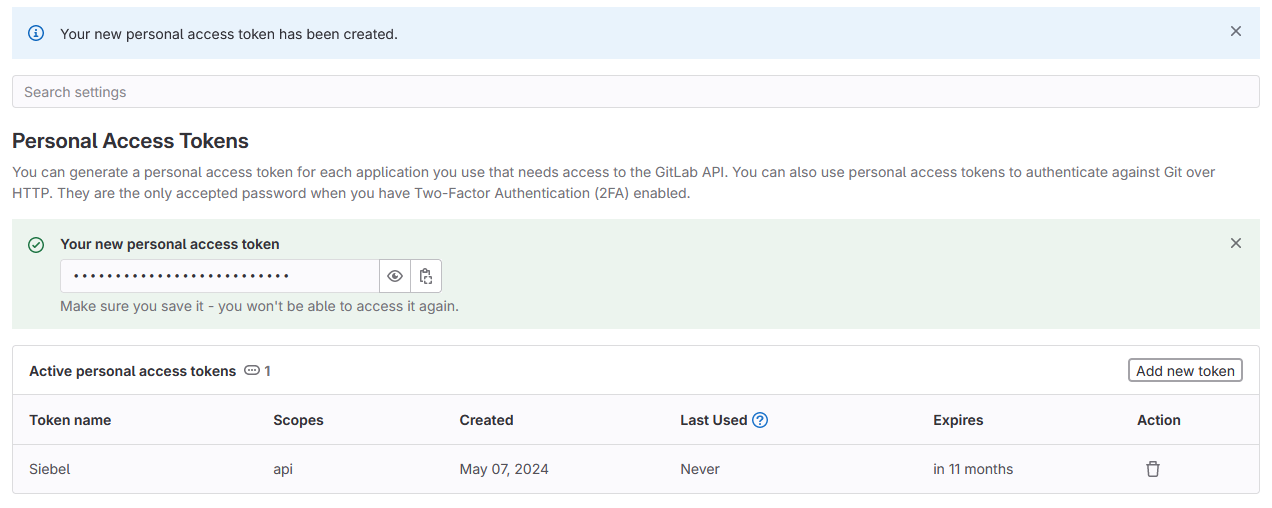 Your new personal access token has been created.
Search settings
Personal Access Tokens
You can generate a personal access token for each application you use that needs access to the GitLab API. You can also use personal access tokens to authenticate against Git over
HTTP. They are the only accepted password when you have Two-Factor Authentication (2FA) enabled.
Your new personal access token
••••••••••••••••••••••••••
Make sure you save it - you won't be able to access it again.
Active personal access tokens 1
Add new token
Token name Scopes Created Last Used Expires Action
Siebel api May 07, 2024 Never in 11 months